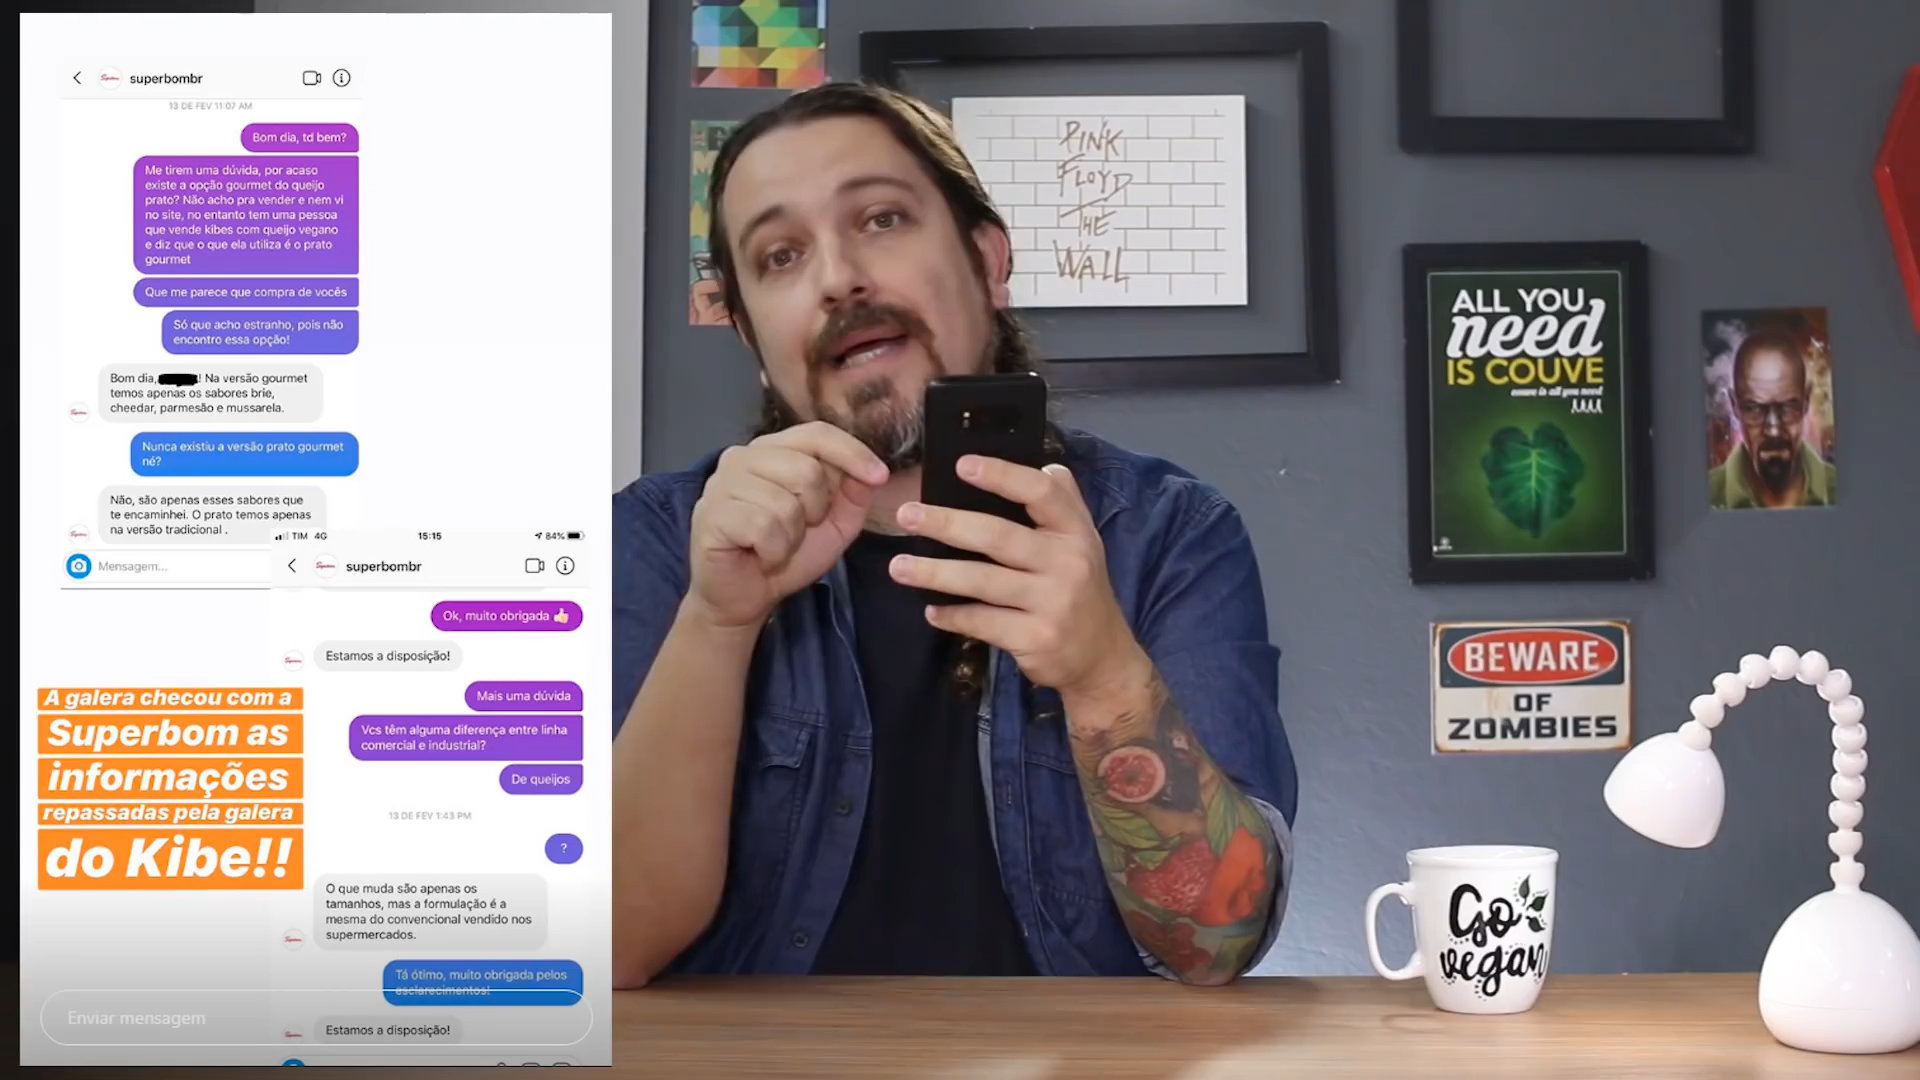 superbombr
13 DE FEV 11:07 AM
Bom dia, td bem?
Me tirem uma dúvida, por acaso
existe a opção gourmet do queijo
prato? Não acho pra vender e nem vi
no site, no entanto tem uma pessoa
que vende kibes com queijo vegano
e diz que o que ela utiliza é o prato
gourmet
Que me parece que compra de vocês
Só que acho estranho, pois não
encontro essa opção!
Bom dia, ! Na versão gourmet
temos apenas os sabores brie,
cheedar, parmesão e mussarela.
Nunca existiu a versão prato gourmet
né?
Não, são apenas esses sabores que
te encaminhei. O prato temos apenas
na versão tradicional .
Mensagem...
TIM 4G 15:15 84%
superbombr
Ok, muito obrigada 👍
Estamos a disposição!
Mais uma dúvida
Vcs têm alguma diferença entre linha
comercial e industrial?
De queijos
13 DE FEV 1:43 PM
?
O que muda são apenas os
tamanhos, mas a formulação é a
mesma do convencional vendido nos
supermercados.
Tá ótimo, muito obrigada pelos
esclarecimentos!
Estamos a disposição!
A galera checou com a
Superbom as
informações
repassadas pela galera
do Kibe!!
Enviar mensagem
PINK
FLOYD
THE
WALL
ALL YOU
need
IS COUVE
couve is all you need
BEWARE
OF
ZOMBIES
Go
vegan